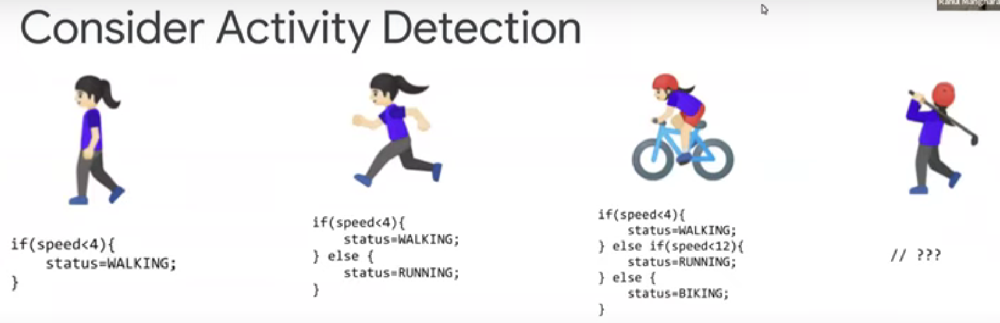 Consider Activity Detection
if(speed<4){
    status=WALKING;
}
if(speed<4){
    status=WALKING;
} else {
    status=RUNNING;
}
if(speed<4){
    status=WALKING;
} else if(speed<12){
    status=RUNNING;
} else {
    status=BIKING;
}
// ???